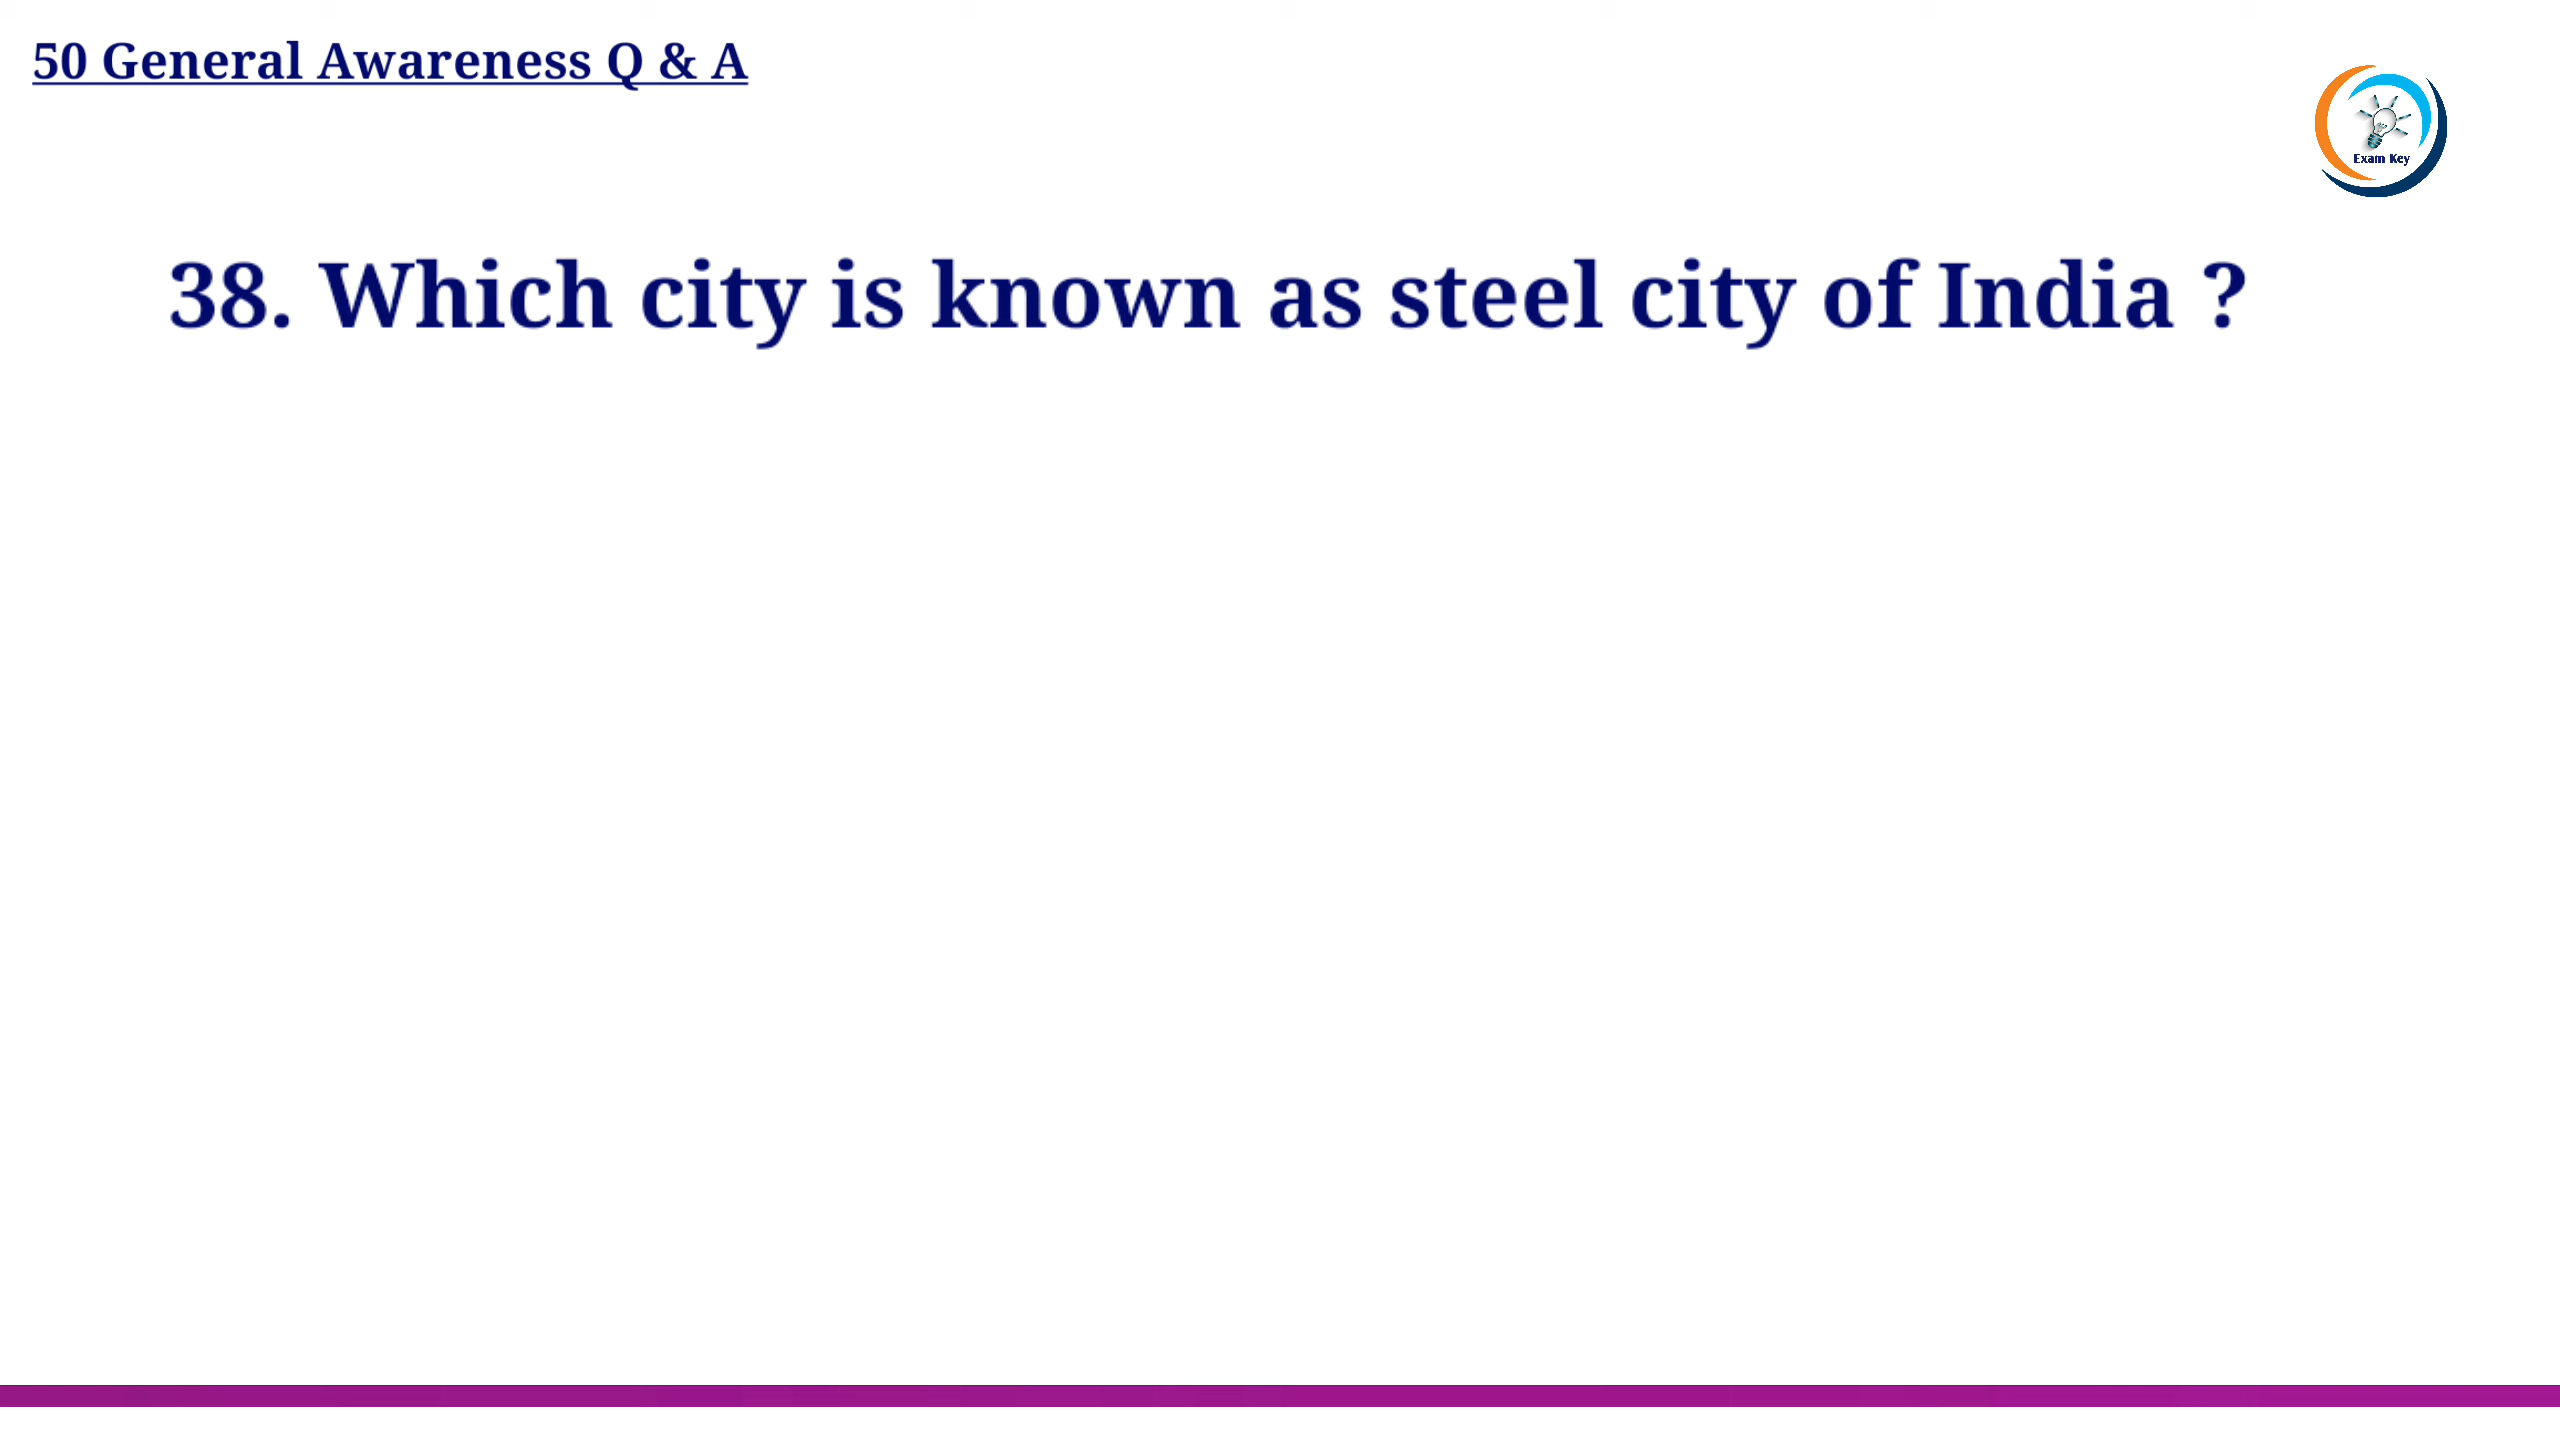 50 General Awareness Q & A
Exam Key
38. Which city is known as steel city of India ?